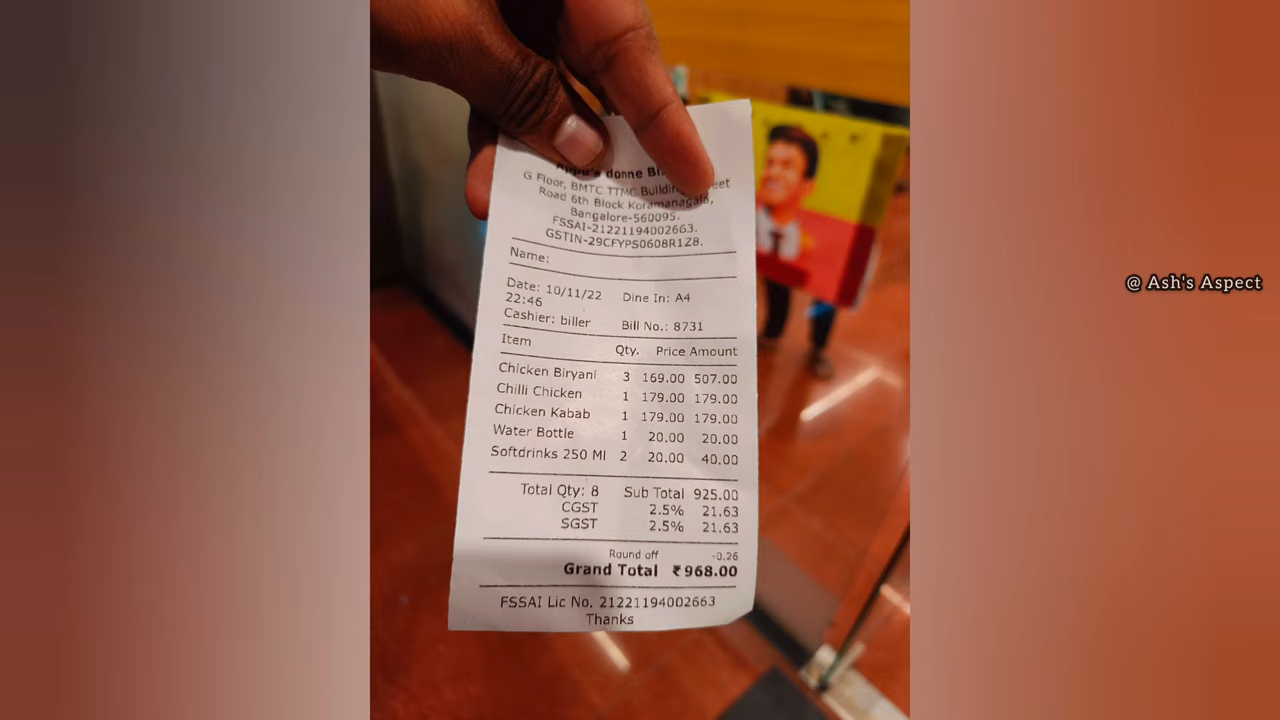 donne
G Floor, BMTC TTMC Building,
Road 6th Block Koramanagala,
Bangalore-560095.
FSSAI-21221194002663.
GSTIN-29CFYPS0608R1Z8.
Name:
Date: 10/11/22 Dine In: A4
22:46
Cashier: biller Bill No.: 8731
Item Qty. Price Amount
Chicken Biryani 3 169.00 507.00
Chilli Chicken 1 179.00 179.00
Chicken Kabab 1 179.00 179.00
Water Bottle 1 20.00 20.00
Softdrinks 250 Ml 2 20.00 40.00
Total Qty: 8 Sub Total 925.00
CGST 2.5% 21.63
SGST 2.5% 21.63
Round off -0.26
Grand Total ₹968.00
FSSAI Lic No. 21221194002663
Thanks
@ Ash's Aspect